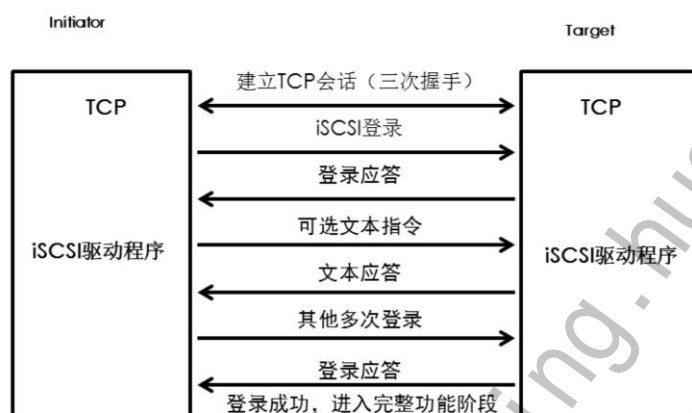 Initiator
Target
建立TCP会话（三次握手）
TCP
TCP
iSCSI登录
登录应答
可选文本指令
iSCSI驱动程序
iSCSI驱动程序
文本应答
其他多次登录
登录应答
登录成功，进入完整功能阶段